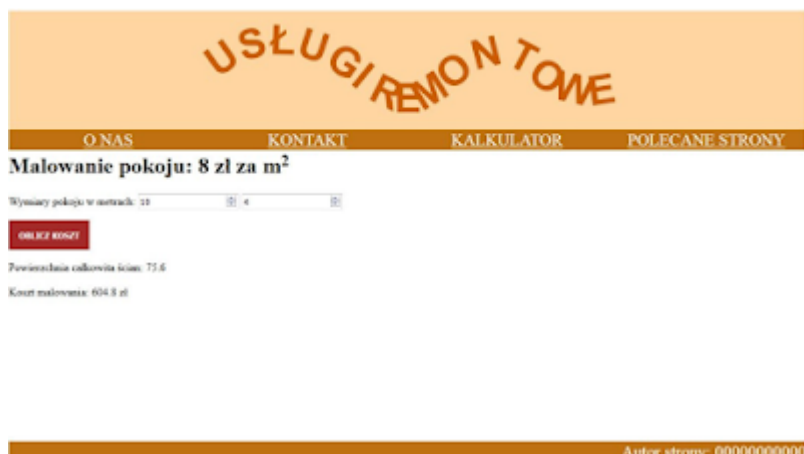 USŁUGI REMONTOWE
O NAS KONTAKT KALKULATOR POLECANE STRONY
Malowanie pokoju: 8 zł za m²
Wymiary pokoju w metrach: 10 4
OBLICZ KOSZT
Powierzchnia całkowita ścian: 75.6
Koszt malowania: 604.8 zł
Autor strony: 00000000000